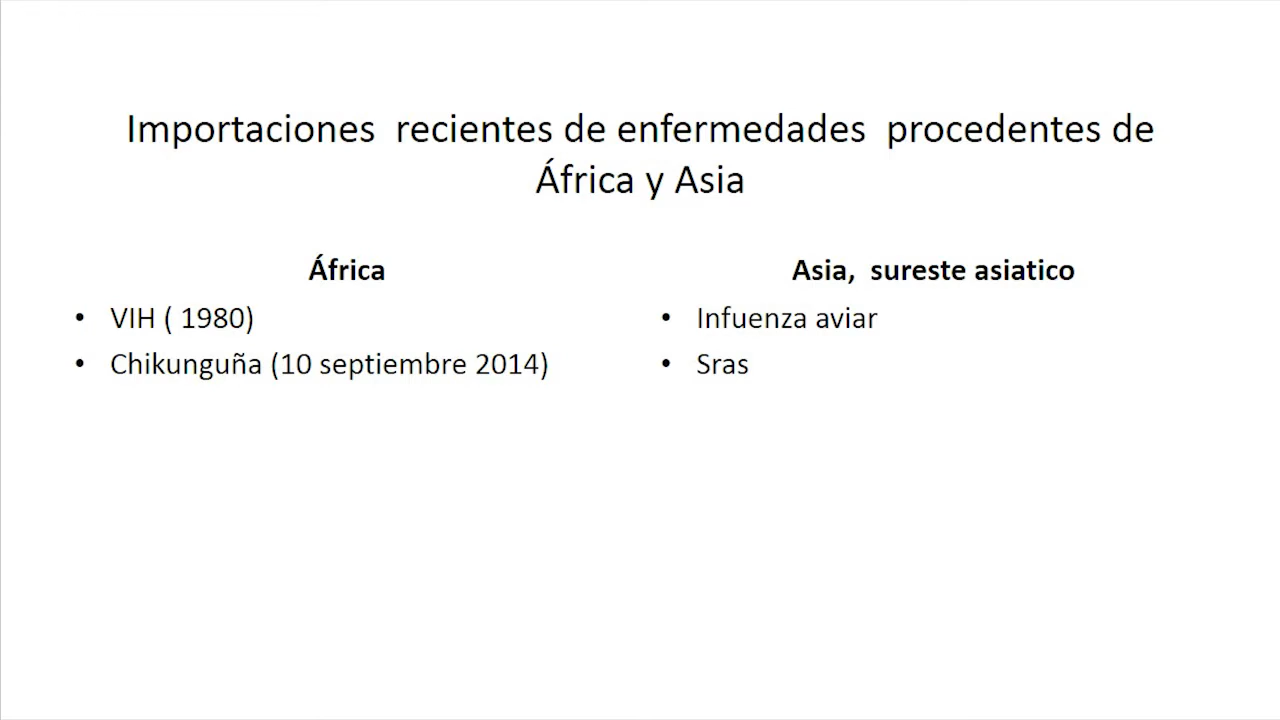 Importaciones recientes de enfermedades procedentes de
África y Asia
África
• VIH ( 1980)
• Chikunguña (10 septiembre 2014)
Asia, sureste asiatico
• Infuenza aviar
• Sras